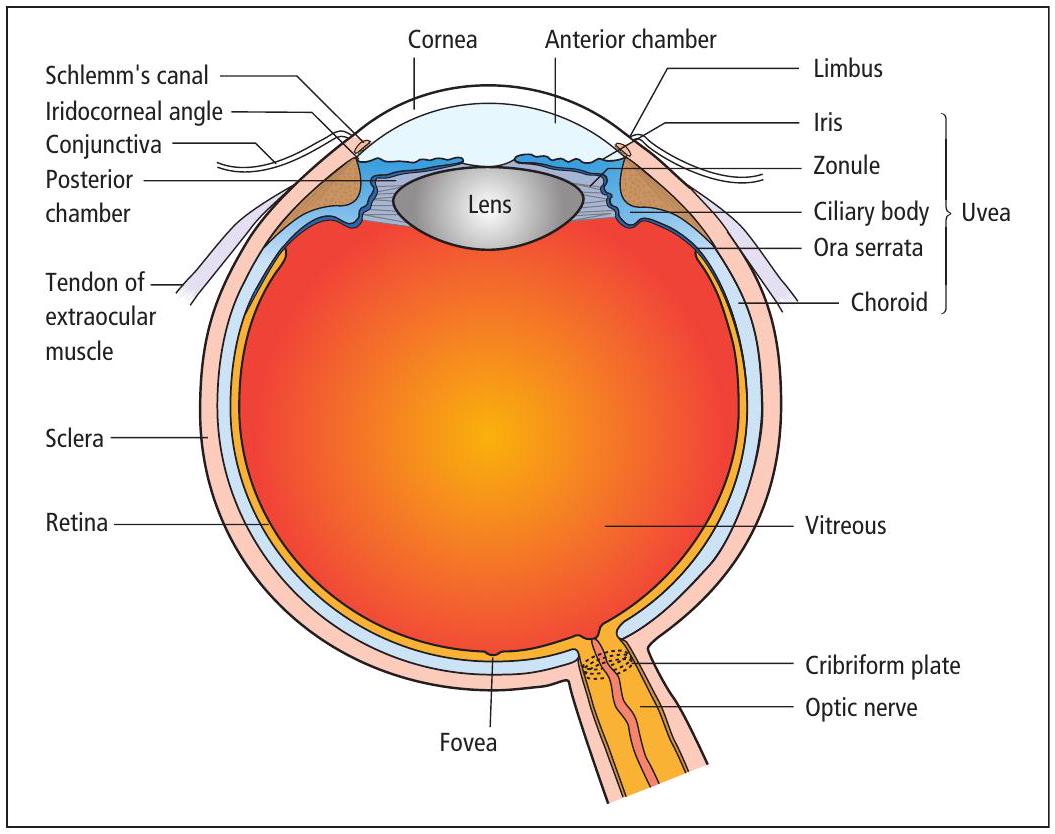 Cornea
Anterior chamber
Schlemm's canal
Iridocorneal angle
Conjunctiva
Posterior
chamber
Tendon of
extraocular
muscle
Sclera
Retina
Fovea
Lens
Limbus
Iris
Zonule
Ciliary body
Ora serrata
Choroid
Uvea
Vitreous
Cribriform plate
Optic nerve